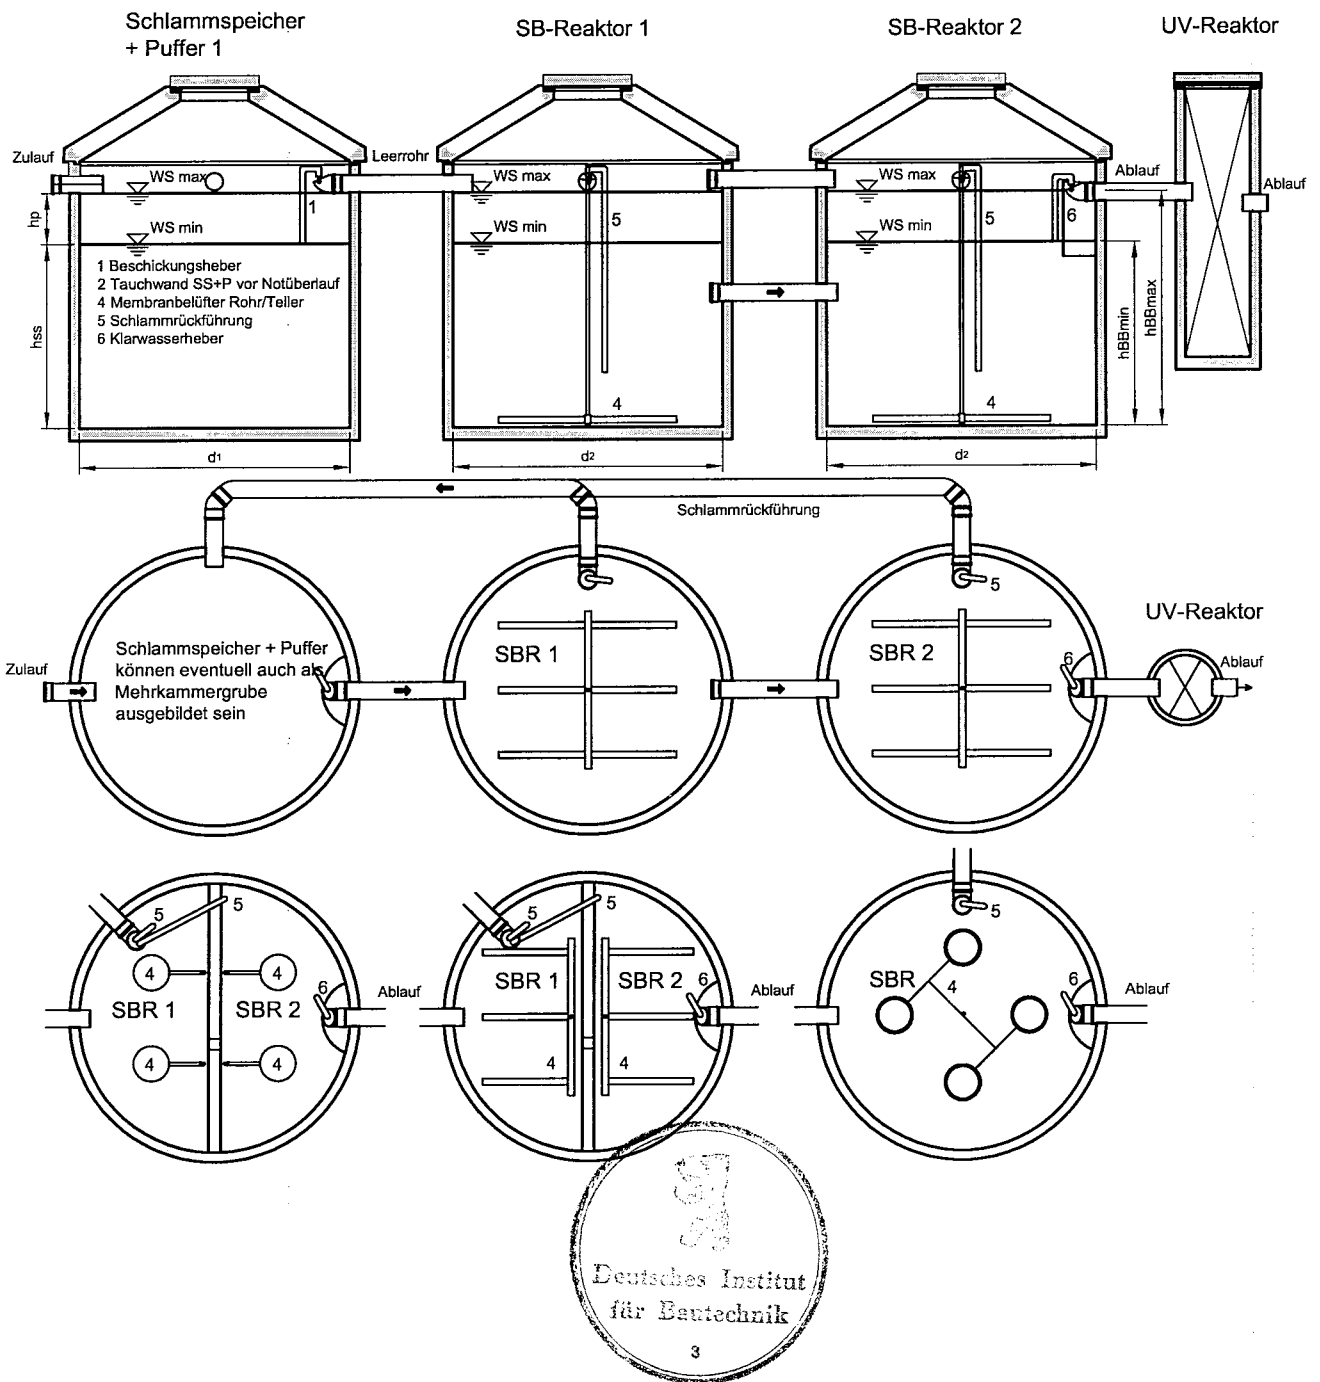 Schlammspeicher
+ Puffer 1
SB-Reaktor 1
SB-Reaktor 2
UV-Reaktor
Zulauf
WS max
Leerrohr
WS max
WS max
Ablauf
Ablauf
hp
1
5
5
6
WS min
WS min
WS min
1 Beschickungsheber
2 Tauchwand SS+P vor Notüberlauf
4 Membranbelüfter Rohr/Teller
5 Schlammrückführung
6 Klarwasserheber
hss
hBBmin
hBBmax
4
4
d1
d2
d2
Schlammrückführung
5
5
UV-Reaktor
Schlammspeicher + Puffer
können eventuell auch als
Mehrkammergrube
ausgebildet sein
Zulauf
SBR 1
SBR 2
6
Ablauf
5
5
5
5
5
4
4
SBR 1
SBR 2
6
Ablauf
SBR 1
SBR 2
6
Ablauf
SBR
4
6
Ablauf
4
4
4
4
Deutsches Institut
für Bautechnik
3